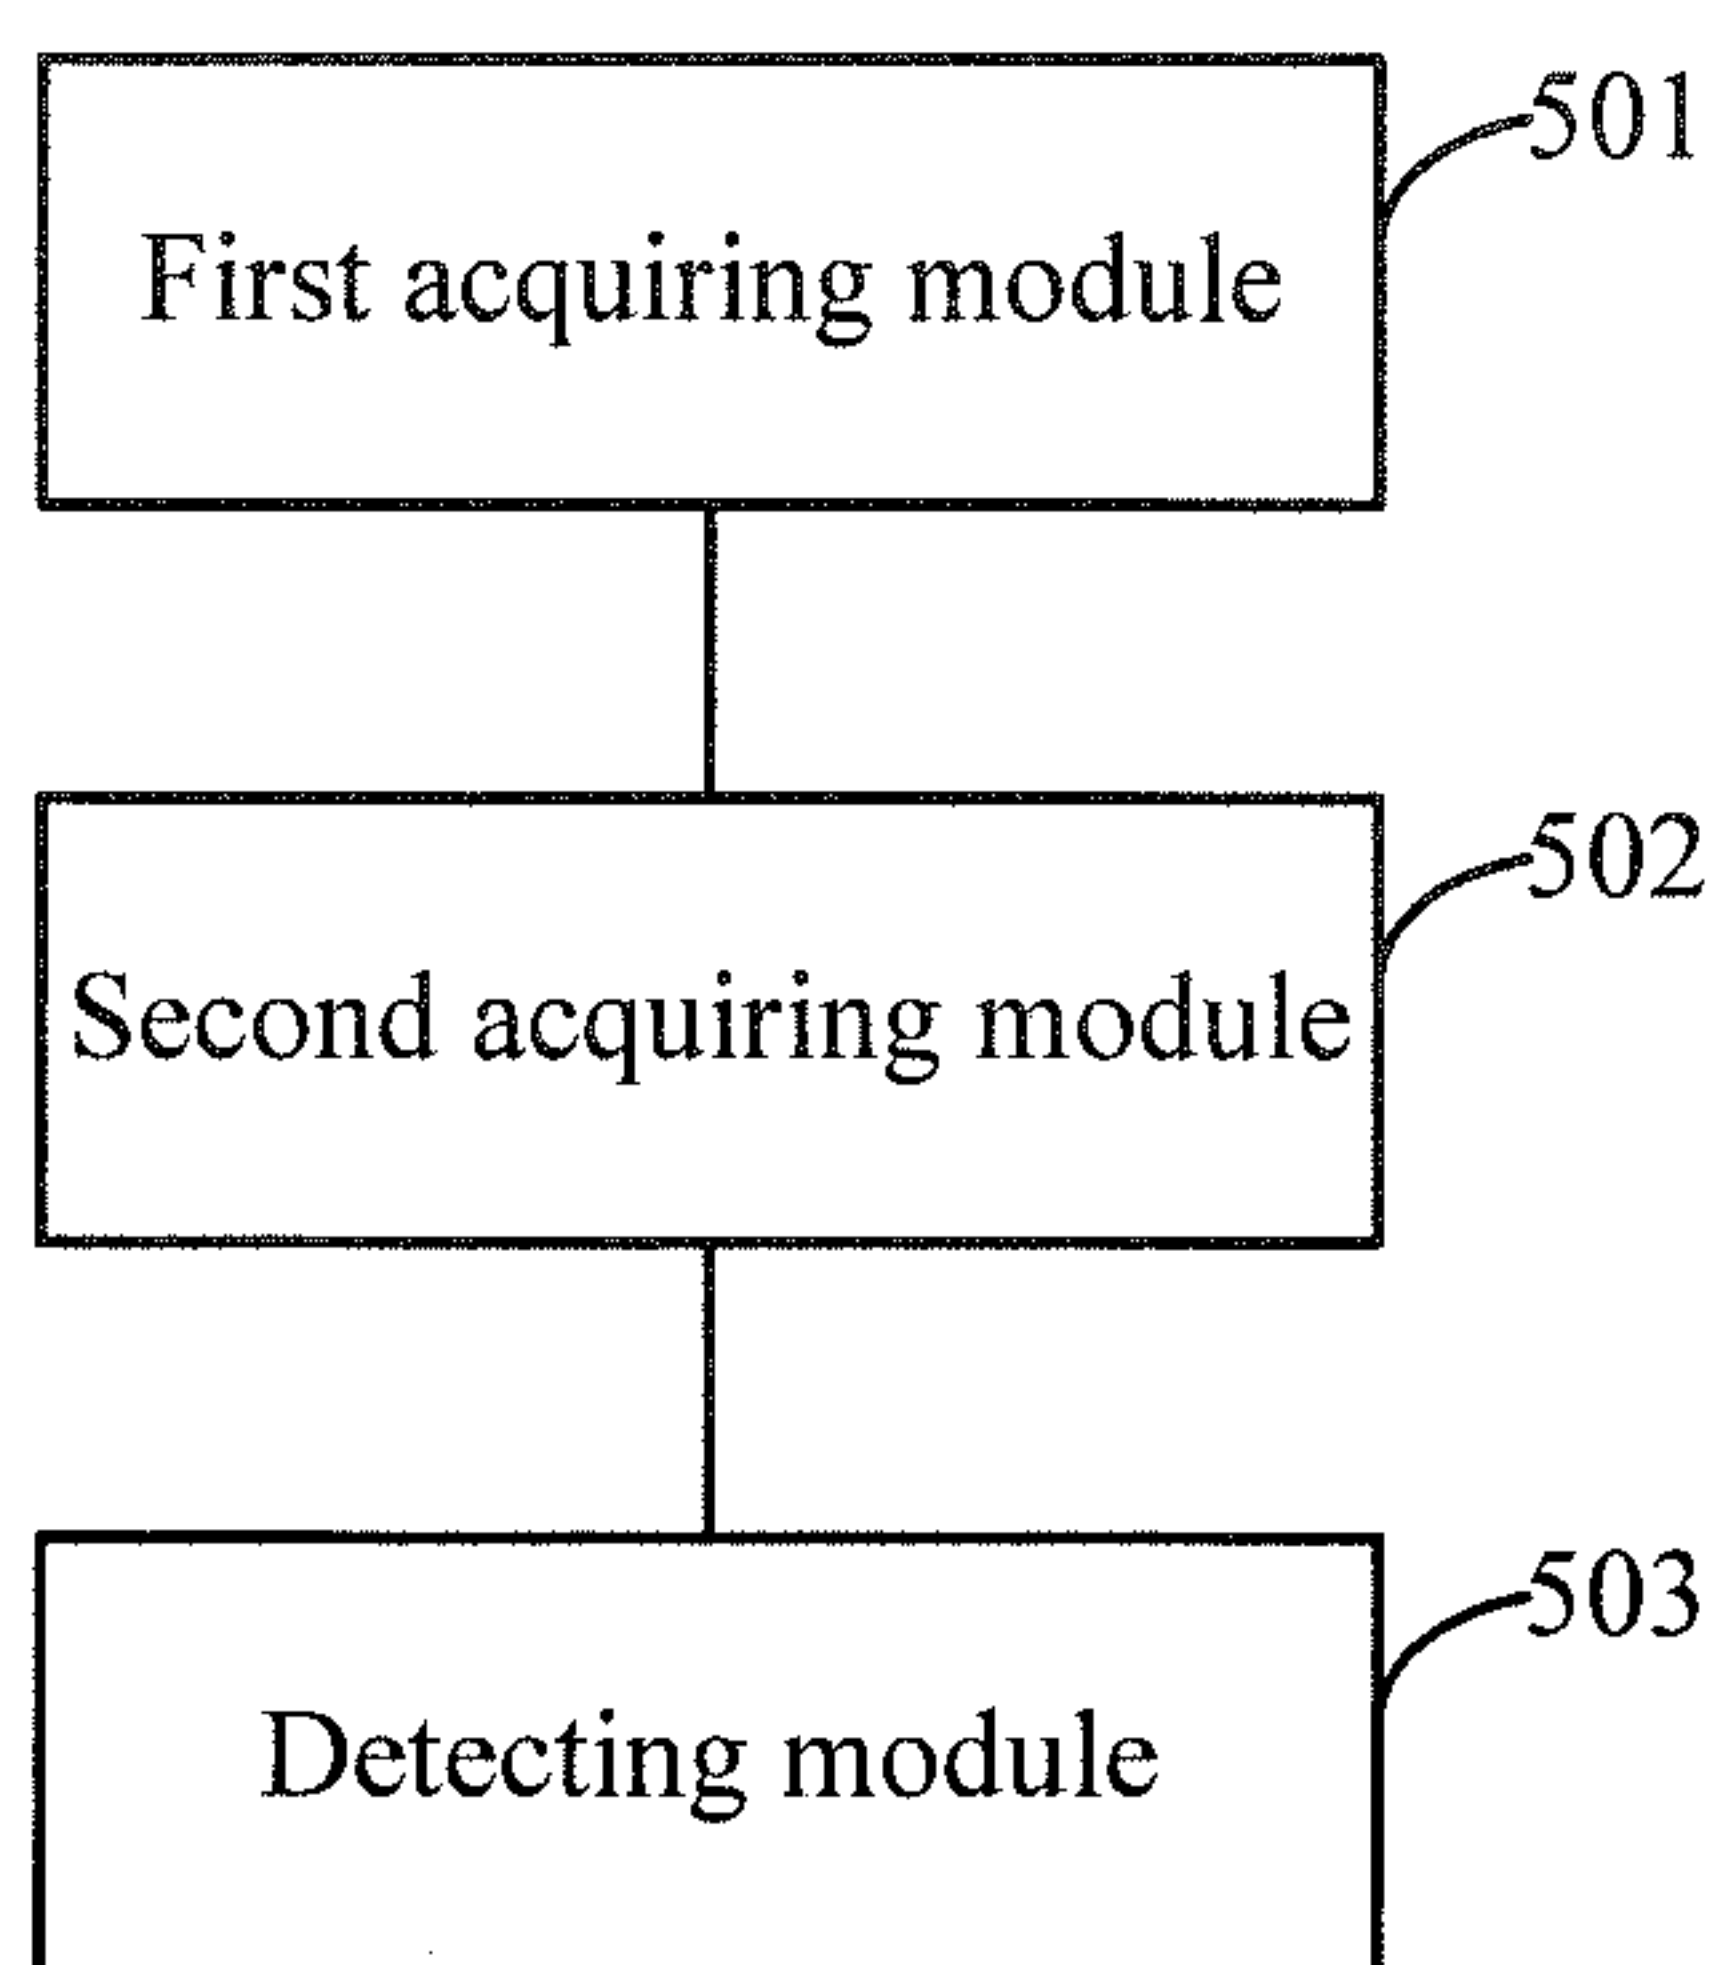 501
First acquiring module
502
Second acquiring module
503
Detecting module